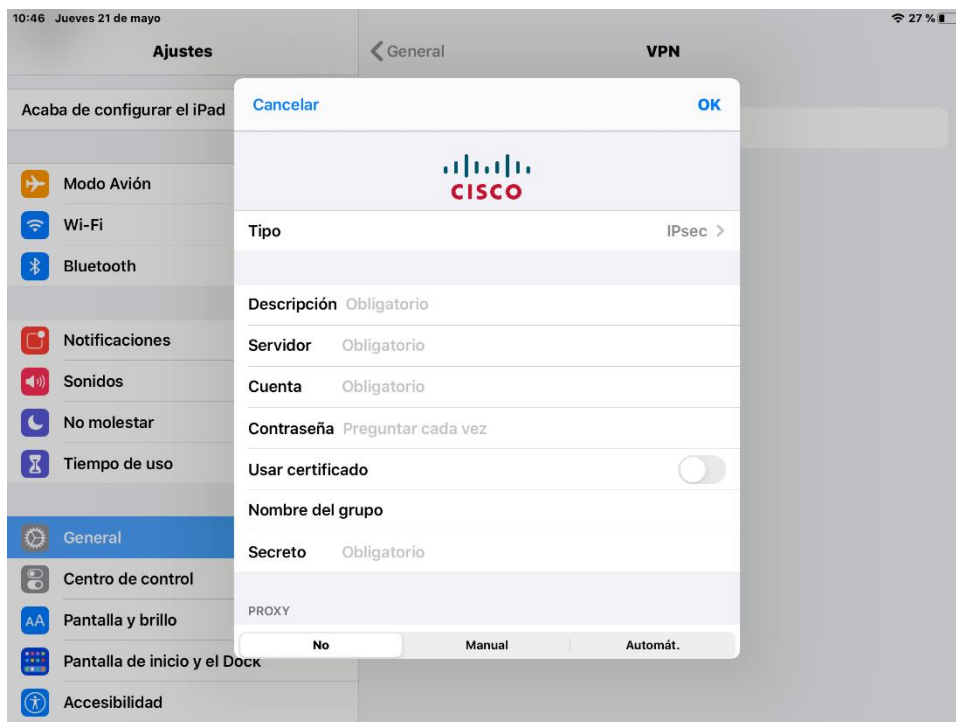 10:46 Jueves 21 de mayo
27 %
Ajustes
General
VPN
Acaba de configurar el iPad
Modo Avión
Wi-Fi
Bluetooth
Notificaciones
Sonidos
No molestar
Tiempo de uso
General
Centro de control
AA Pantalla y brillo
Pantalla de inicio y el Dock
Accesibilidad
Cancelar
OK
CISCO
Tipo IPsec
Descripción Obligatorio
Servidor Obligatorio
Cuenta Obligatorio
Contraseña Preguntar cada vez
Usar certificado
Nombre del grupo
Secreto Obligatorio
PROXY
No Manual Automát.